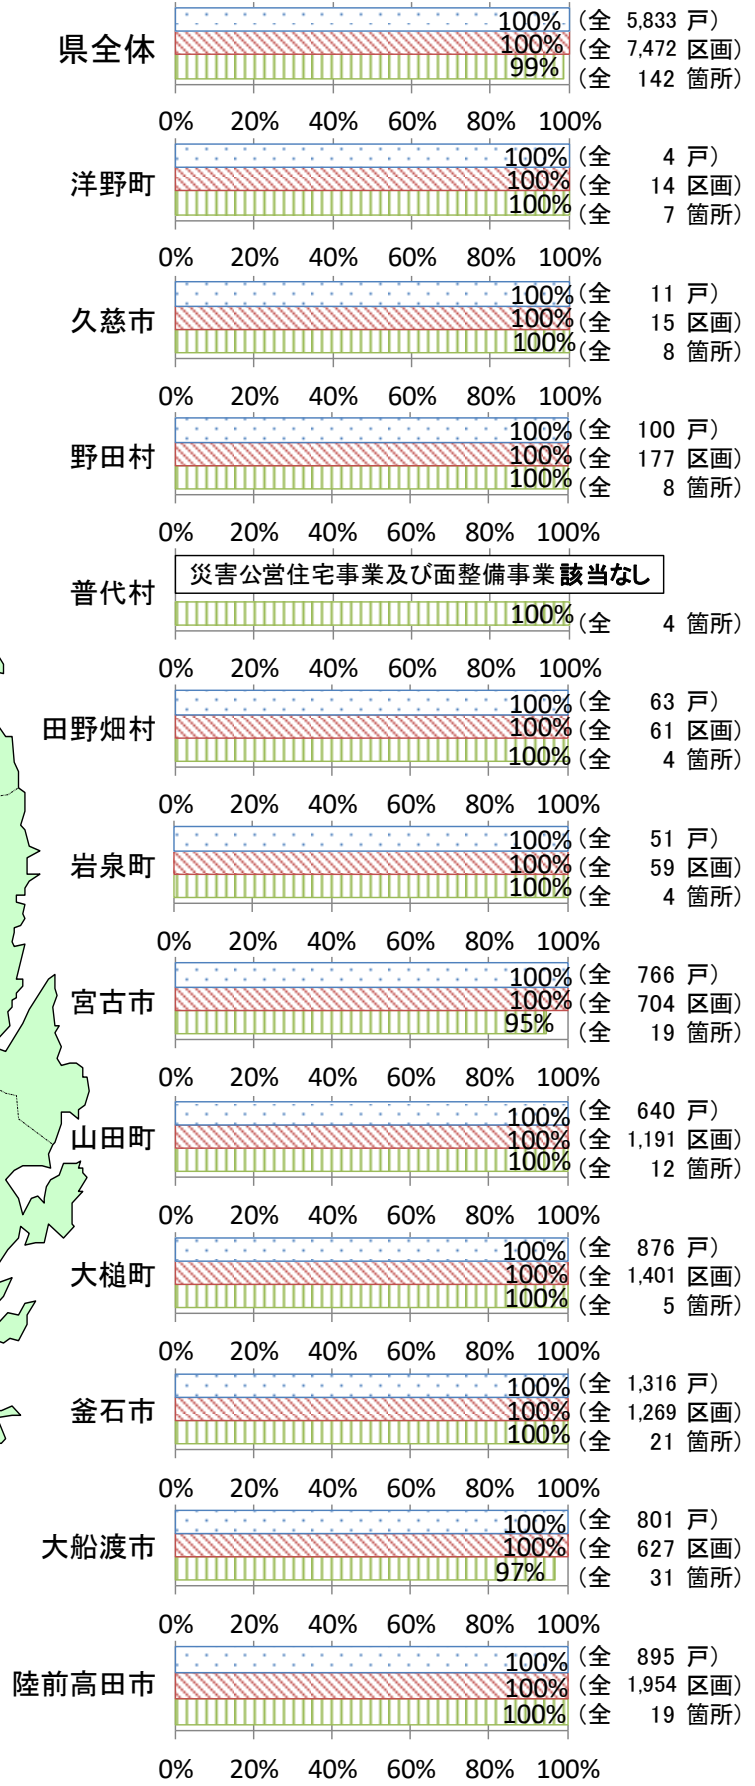 県全体
100% (全 5,833 戸)
100% (全 7,472 区画)
99% (全 142 箇所)
0% 20% 40% 60% 80% 100%
洋野町
100% (全 4 戸)
100% (全 14 区画)
100% (全 7 箇所)
0% 20% 40% 60% 80% 100%
久慈市
100% (全 11 戸)
100% (全 15 区画)
100% (全 8 箇所)
0% 20% 40% 60% 80% 100%
野田村
100% (全 100 戸)
100% (全 177 区画)
100% (全 8 箇所)
0% 20% 40% 60% 80% 100%
普代村
災害公営住宅事業及び面整備事業 該当なし
100% (全 4 箇所)
0% 20% 40% 60% 80% 100%
田野畑村
100% (全 63 戸)
100% (全 61 区画)
100% (全 4 箇所)
0% 20% 40% 60% 80% 100%
岩泉町
100% (全 51 戸)
100% (全 59 区画)
100% (全 4 箇所)
0% 20% 40% 60% 80% 100%
宮古市
100% (全 766 戸)
100% (全 704 区画)
95% (全 19 箇所)
0% 20% 40% 60% 80% 100%
山田町
100% (全 640 戸)
100% (全 1,191 区画)
100% (全 12 箇所)
0% 20% 40% 60% 80% 100%
大槌町
100% (全 876 戸)
100% (全 1,401 区画)
100% (全 5 箇所)
0% 20% 40% 60% 80% 100%
釜石市
100% (全 1,316 戸)
100% (全 1,269 区画)
100% (全 21 箇所)
0% 20% 40% 60% 80% 100%
大船渡市
100% (全 801 戸)
100% (全 627 区画)
97% (全 31 箇所)
0% 20% 40% 60% 80% 100%
陸前高田市
100% (全 895 戸)
100% (全 1,954 区画)
100% (全 19 箇所)
0% 20% 40% 60% 80% 100%